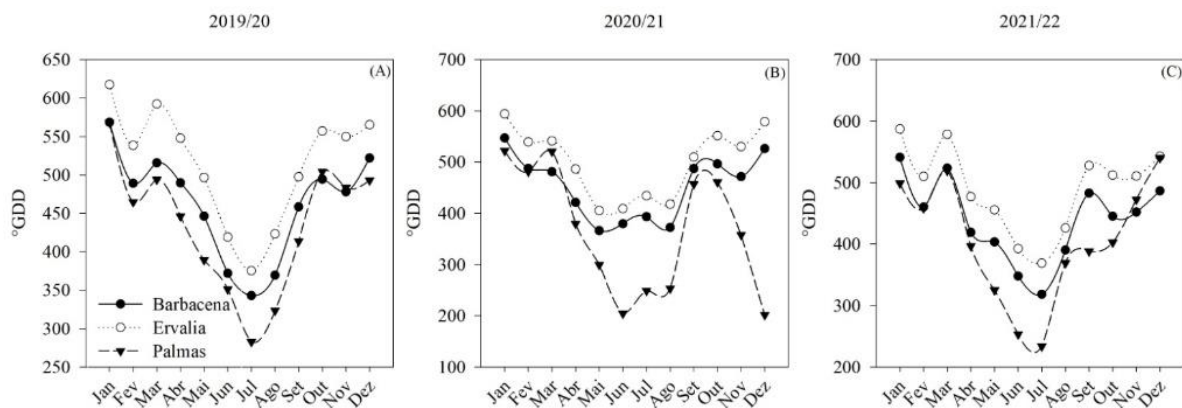 2019/20
2020/21
2021/22
(A)
(B)
(C)
°GDD
650
600
550
500
450
400
350
300
250
Barbacena
Ervalia
Palmas
Jan
Fev
Mar
Abr
Mai
Jun
Jul
Ago
Set
Out
Nov
Dez
°GDD
700
600
500
400
300
200
100
Jan
Fev
Mar
Abr
Mai
Jun
Jul
Ago
Set
Out
Nov
Dez
°GDD
700
600
500
400
300
200
Jan
Fev
Mar
Abr
Mai
Jun
Jul
Ago
Set
Out
Nov
Dez